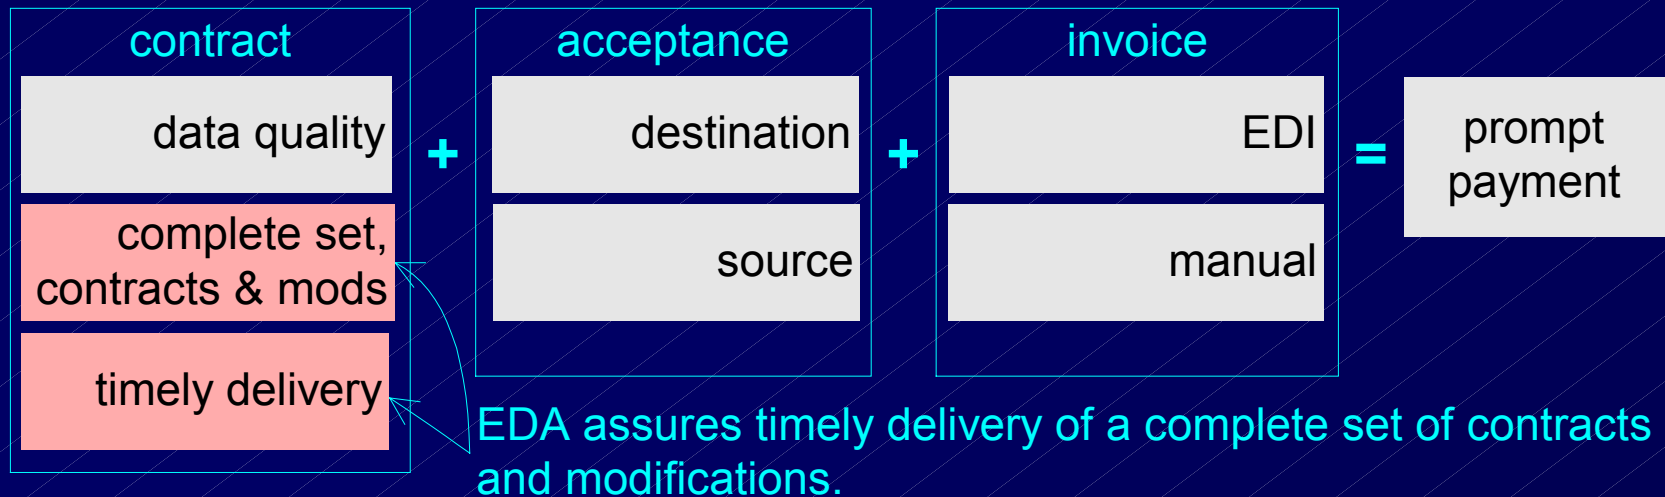 contract
data quality
complete set,
contracts & mods
timely delivery
+
acceptance
destination
source
+
invoice
EDI
manual
=
prompt
payment
EDA assures timely delivery of a complete set of contracts
and modifications.